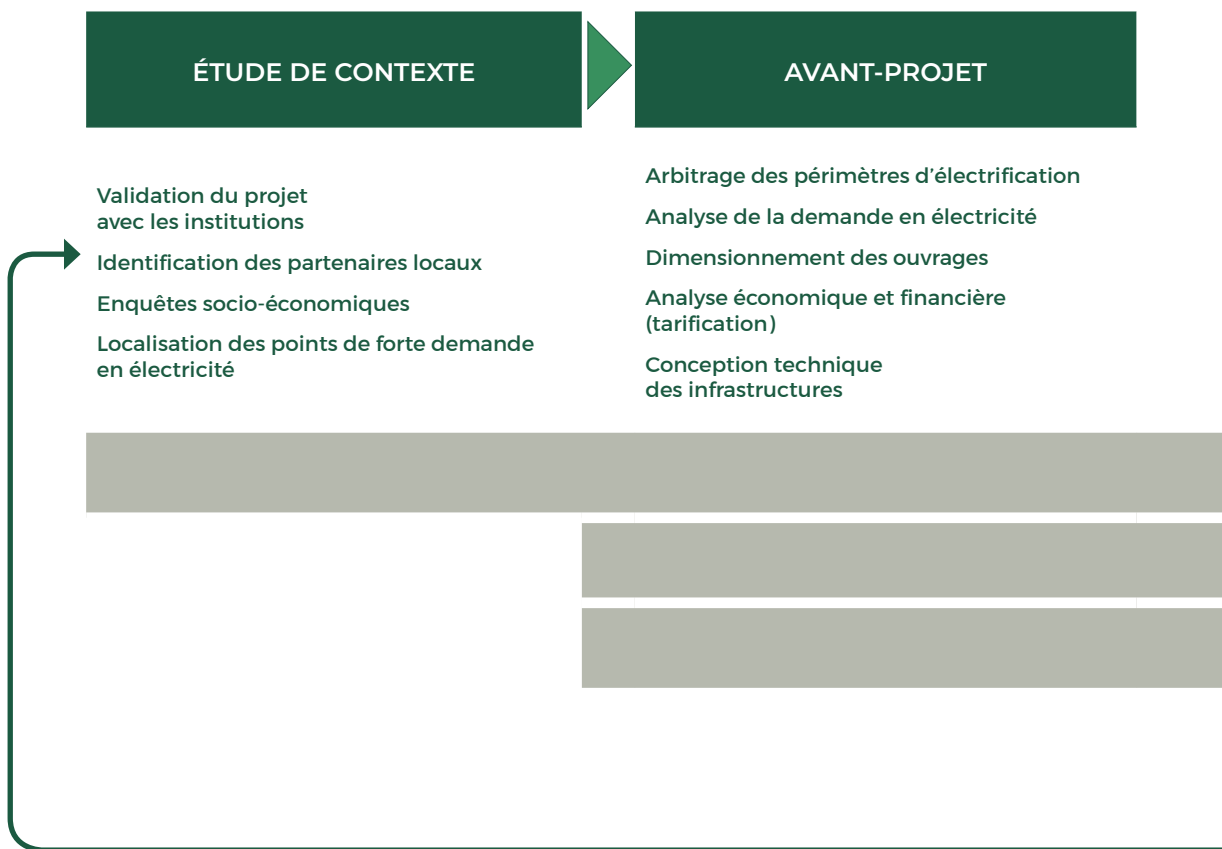 ÉTUDE DE CONTEXTE
AVANT-PROJET
Validation du projet
avec les institutions
Identification des partenaires locaux
Enquêtes socio-économiques
Localisation des points de forte demande
en électricité
Arbitrage des périmètres d’électrification
Analyse de la demande en électricité
Dimensionnement des ouvrages
Analyse économique et financière
(tarification)
Conception technique
des infrastructures